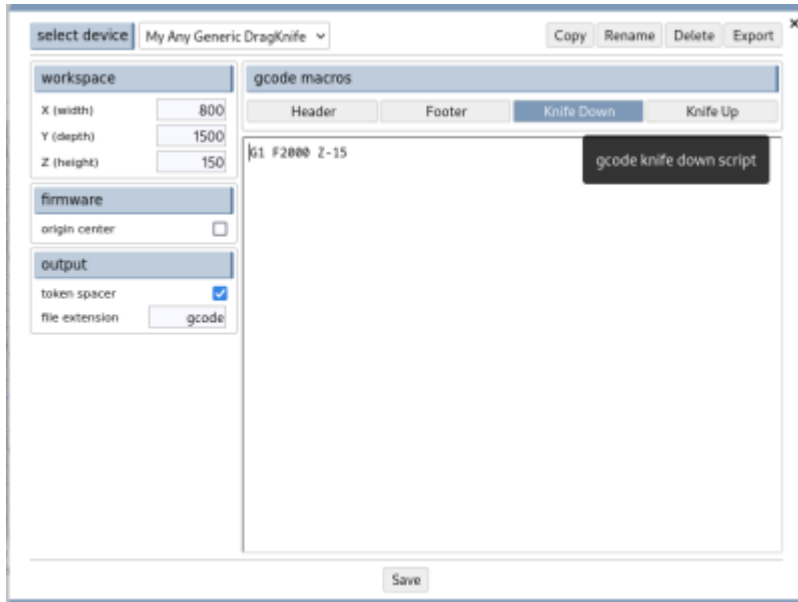 select device My Any Generic DragKnife Copy Rename Delete Export x
workspace
X (width) 800
Y (depth) 1500
Z (height) 150
firmware
origin center
output
token spacer
file extension gcode
gcode macros
Header Footer Knife Down Knife Up
G1 F2000 Z-15
gcode knife down script
Save